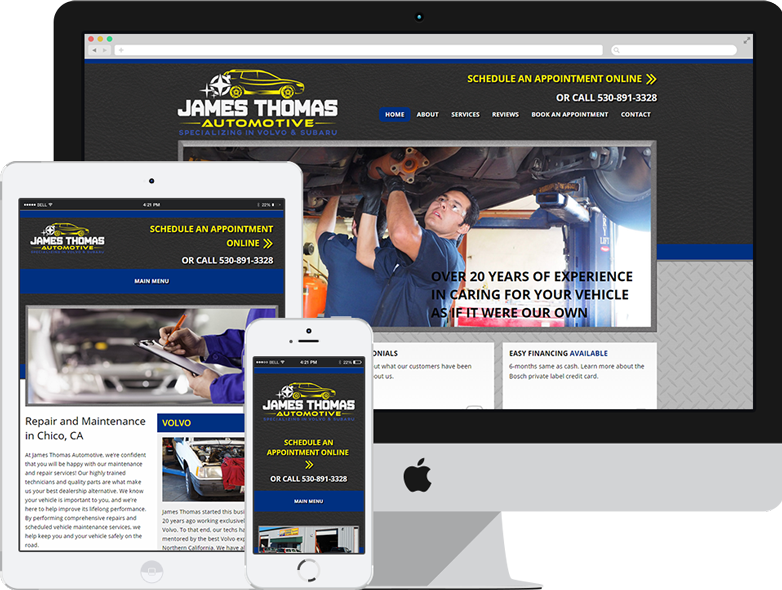 JAMES THOMAS
AUTOMOTIVE
SPECIALIZING IN VOLVO & SUBARU
SCHEDULE AN APPOINTMENT ONLINE
OR CALL 530-891-3328
HOME ABOUT SERVICES REVIEWS BOOK AN APPOINTMENT CONTACT
OVER 20 YEARS OF EXPERIENCE
IN CARING FOR YOUR VEHICLE
AS IF IT WERE OUR OWN
ONIALS
ut what our customers have been
out us.
EASY FINANCING AVAILABLE
6-months same as cash. Learn more about the
Bosch private label credit card.
BELL 4:21 PM 22%
JAMES THOMAS
AUTOMOTIVE
SPECIALIZING IN VOLVO & SUBARU
SCHEDULE AN APPOINTMENT
ONLINE
OR CALL 530-891-3328
MAIN MENU
Repair and Maintenance
in Chico, CA
At James Thomas Automotive, we're confident
that you will be happy with our maintenance
and repair services! Our highly trained
technicians and quality parts are what make
us your best dealership alternative. We know
your vehicle is important to you, and we're
here to help improve its lifelong performance.
By performing comprehensive repairs and
scheduled vehicle maintenance services, we
help keep you and your vehicle safely on the
road.
VOLVO
James Thomas started this busi
20 years ago working exclusively
Volvo. To that end, our techs ha
mentored by the best Volvo exp
Northern California. We have al
BELL 4:21 PM 22%
JAMES THOMAS
AUTOMOTIVE
SPECIALIZING IN VOLVO & SUBARU
SCHEDULE AN
APPOINTMENT ONLINE
OR CALL 530-891-3328
MAIN MENU